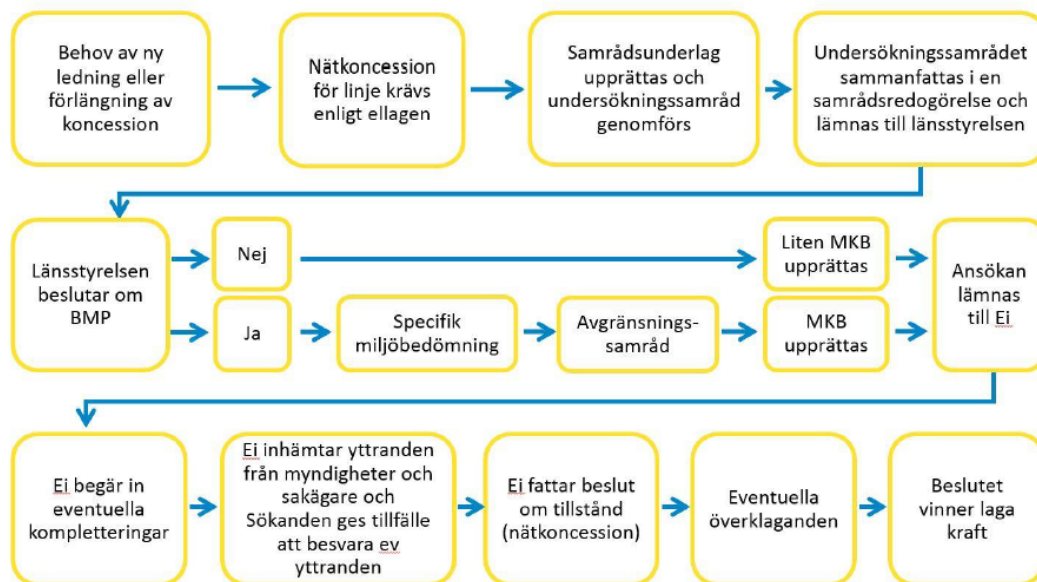 Behov av ny
ledning eller
förlängning av
koncession
Nätkoncession
för linje krävs
enligt ellagen
Samrådsunderlag
upprättas och
undersökningssamråd
genomförs
Undersökningssamrådet
sammanfattas i en
samrådsredogörelse och
lämnas till länsstyrelsen
Länsstyrelsen
beslutar om
BMP
Nej
Liten MKB
upprättas
Ja
Specifik
miljöbedömning
Avgränsnings-
samråd
MKB
upprättas
Ansökan
lämnas
till Ei
Ei begär in
eventuella
kompletteringar
Ei inhämtar yttranden
från myndigheter och
sakägare och
Sökanden ges tillfälle
att besvara ev
yttranden
Ei fattar beslut
om tillstånd
(nätkoncession)
Eventuella
överklaganden
Beslutet
vinner laga
kraft